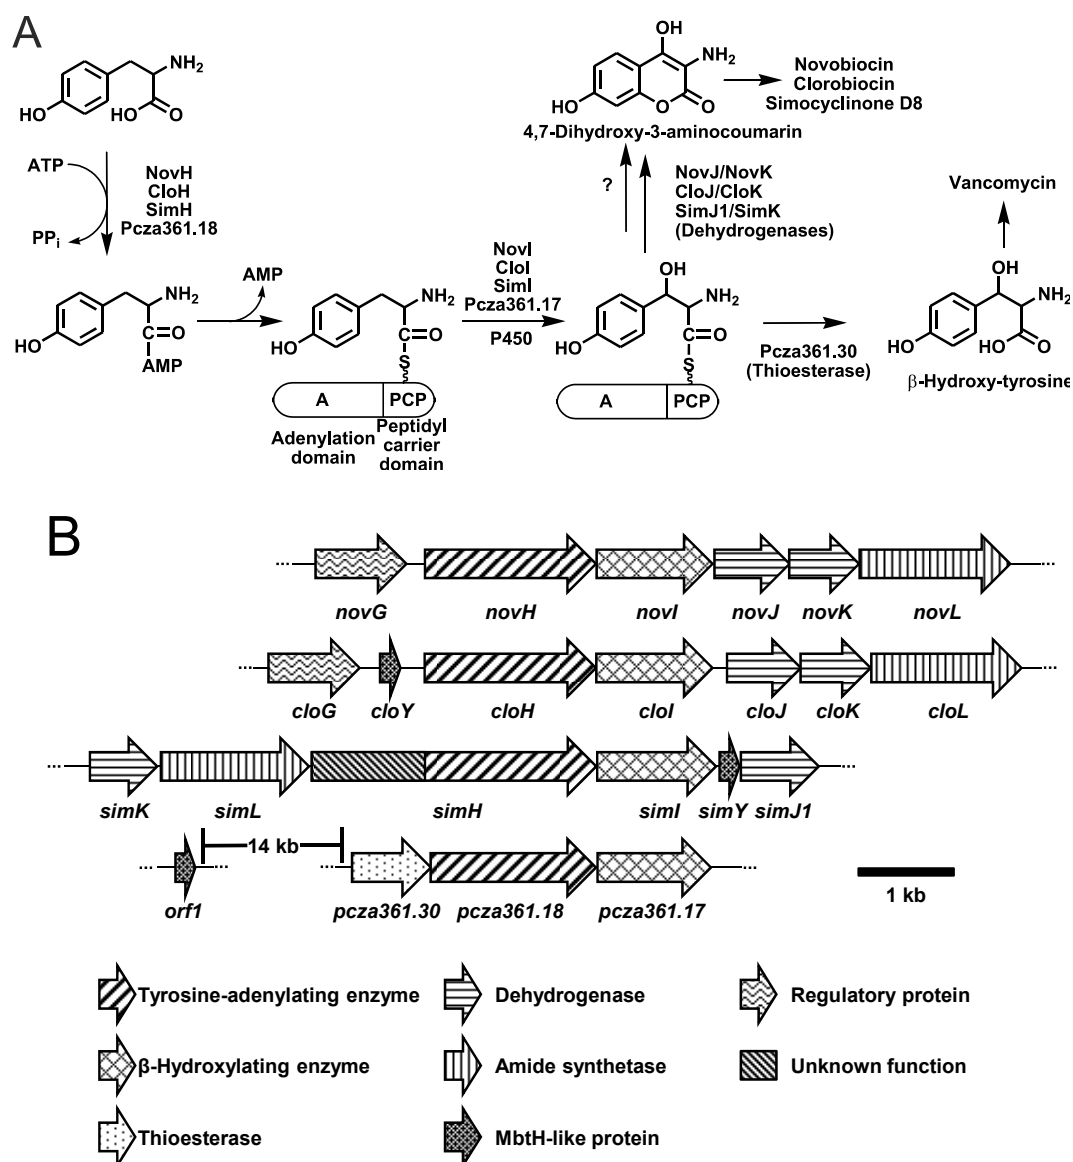 A
NH2
HO
HO
O
ATP
NovH
CloH
SimH
Pcza361.18
PPi
NH2
HO
C=O
AMP
AMP
NH2
HO
C=O
S
A
PCP
Adenylation
domain
Peptidyl
carrier
domain
NovI
CloI
SimI
Pcza361.17
P450
OH
NH2
HO
C=O
S
A
PCP
?
NovJ/NovK
CloJ/CloK
SimJ1/SimK
(Dehydrogenases)
OH
NH2
HO
O
O
4,7-Dihydroxy-3-aminocoumarin
Novobiocin
Clorobiocin
Simocyclinone D8
Pcza361.30
(Thioesterase)
Vancomycin
OH
NH2
HO
HO
O
β-Hydroxy-tyrosine
B
... ...
novG novH novI novJ novK novL
... ...
cloG cloY cloH cloI cloJ cloK cloL
... ...
simK simL simH simI simY simJ1
... 14 kb ... ... ...
orf1 pcza361.30 pcza361.18 pcza361.17
1 kb
Tyrosine-adenylating enzyme Dehydrogenase Regulatory protein
β-Hydroxylating enzyme Amide synthetase Unknown function
Thioesterase MbtH-like protein